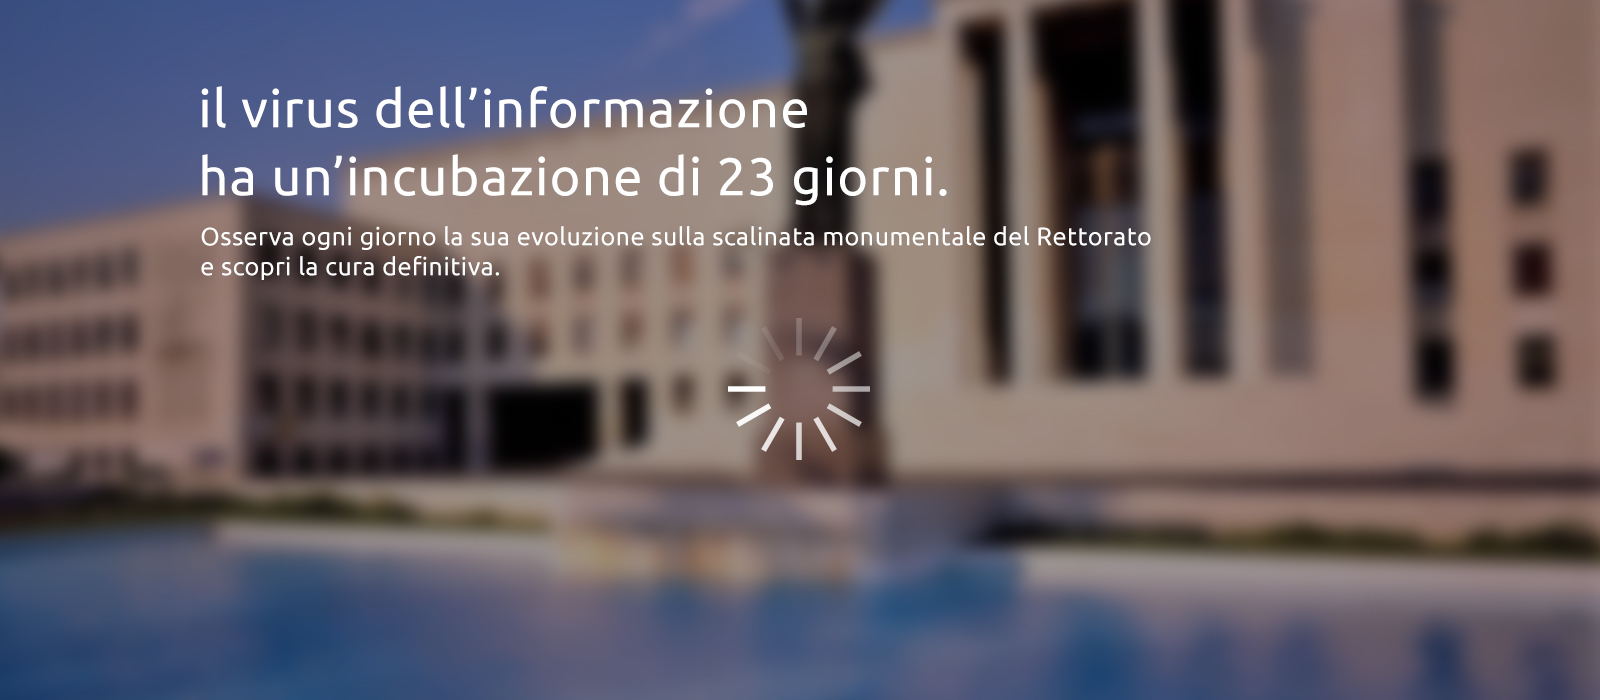 il virus dell’informazione
ha un’incubazione di 23 giorni.
Osserva ogni giorno la sua evoluzione sulla scalinata monumentale del Rettorato
e scopri la cura definitiva.